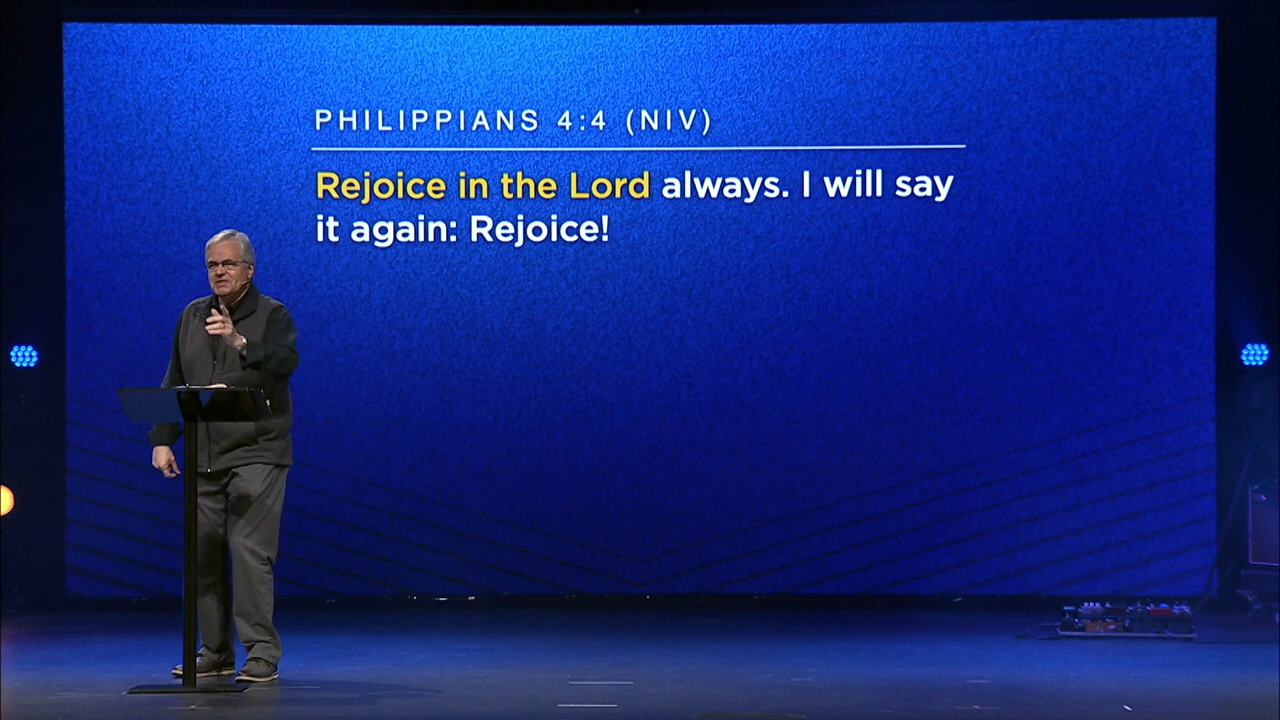 PHILIPPIANS 4:4 (NIV)
Rejoice in the Lord always. I will say
it again: Rejoice!